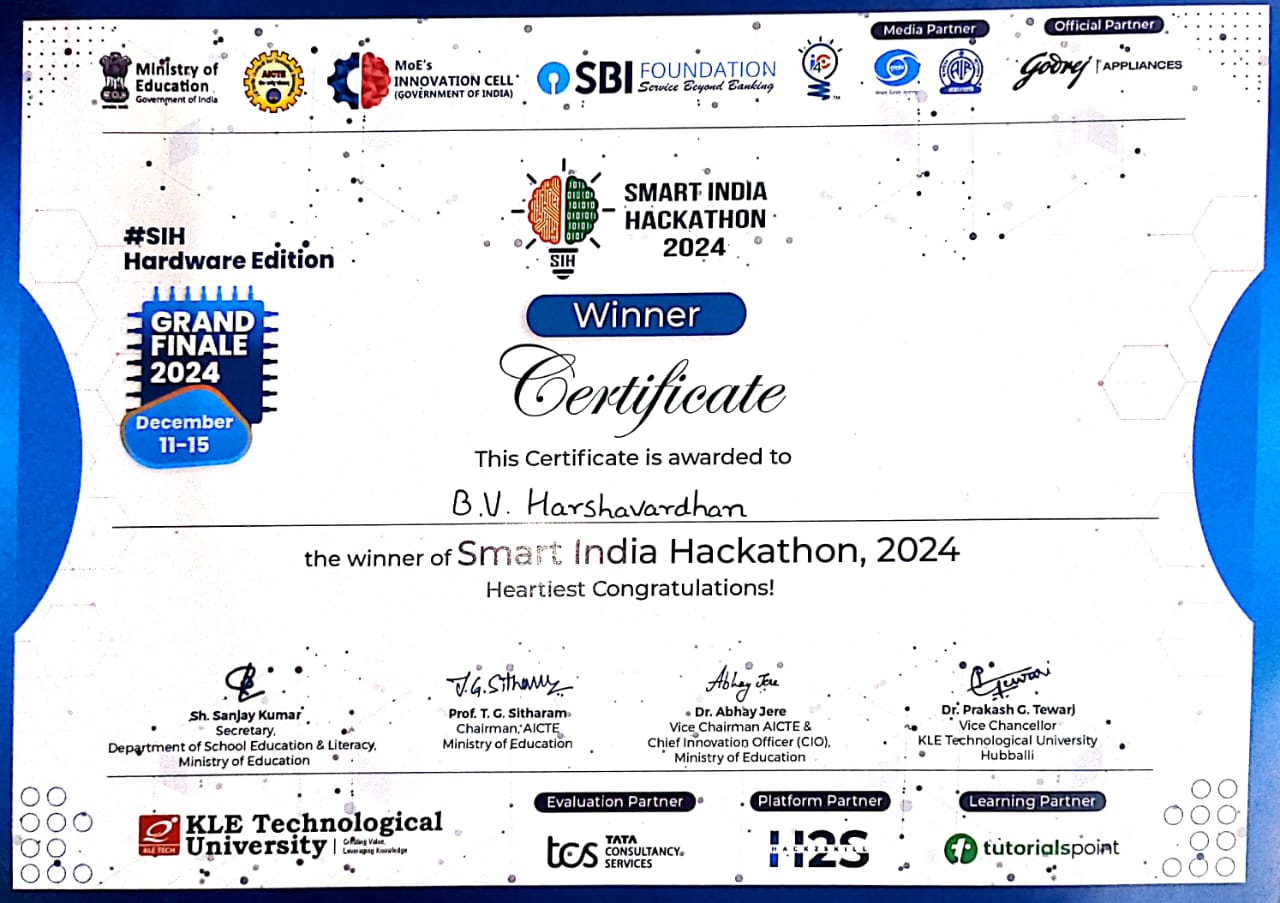 Media Partner
Official Partner
Ministry of
Education
Government of India
AICTE
MoE's
INNOVATION CELL
(GOVERNMENT OF INDIA)
SBI FOUNDATION
Service Beyond Banking
Godrej | APPLIANCES
SMART INDIA
HACKATHON
2024
SIH
#SIH
Hardware Edition
GRAND
FINALE
2024
December
11-15
Winner
Certificate
This Certificate is awarded to
B.V. Harshavardhan
the winner of Smart India Hackathon, 2024
Heartiest Congratulations!
Sh. Sanjay Kumar
Secretary,
Department of School Education & Literacy,
Ministry of Education
T.G. Sitharam
Prof. T. G. Sitharam
Chairman, AICTE
Ministry of Education
Abhay Jere
Dr. Abhay Jere
Vice Chairman AICTE &
Chief Innovation Officer (CIO),
Ministry of Education
Dr. Prakash G. Tewari
Vice Chancellor
KLE Technological University
Hubballi
KLE TECH
KLE Technological
University
Creating Value,
Leveraging Knowledge
Evaluation Partner
tcs TATA
CONSULTANCY
SERVICES
Platform Partner
H2S
HACK2SKILL
Learning Partner
tutorialspoint